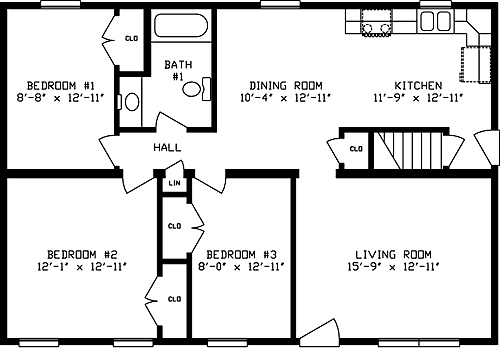 CLO
BATH
#1
BEDROOM #1
8'-8" x 12'-11"
DINING ROOM
10'-4" x 12'-11"
KITCHEN
11'-9" x 12'-11"
HALL
CLO
LIN
CLO
BEDROOM #2
12'-1" x 12'-11"
BEDROOM #3
8'-0" x 12'-11"
LIVING ROOM
15'-9" x 12'-11"
CLO